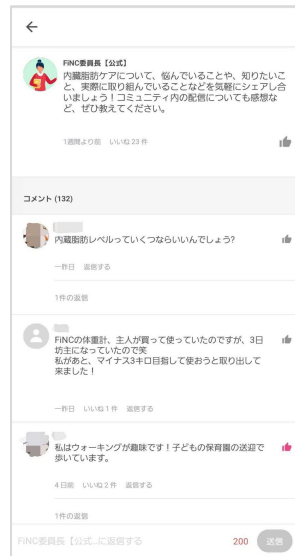 FiNC委員長【公式】
内臓脂肪ケアについて、悩んでいることや、知りたいこ
と、実際に取り組んでいることなどを気軽にシェアし合
いましょう！コミュニティ内の配信についても感想な
ど、ぜひ教えてください。
1週間より前 いいね 23 件
コメント (132)
内蔵脂肪レベルっていくつならいいんでしょう?
一昨日 返信する
1件の返信
FiNCの体重計、主人が買って使っていたのですが、3日
坊主になっていたので笑
私があと、マイナス3キロ目指して使おうと取り出して
来ました！
一昨日 いいね 1 件 返信する
私はウォーキングが趣味です！子どもの保育園の送迎で
歩いています。
4 日前 いいね 2 件 返信する
1件の返信
FiNC委員長【公式...に返信する 200 送信